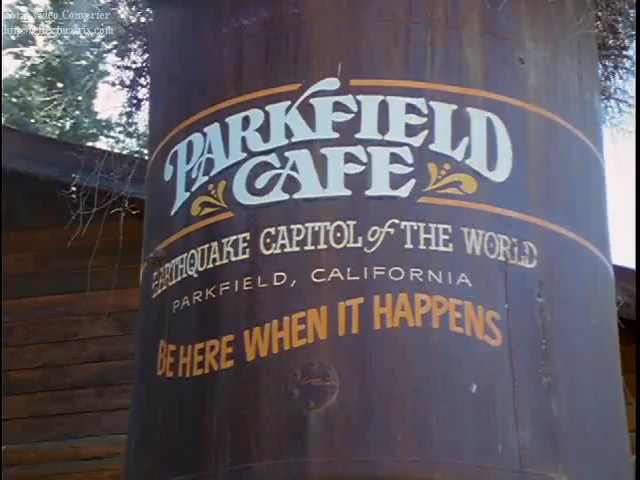 PARKFIELD
CAFE
EARTHQUAKE CAPITOL of THE WORLD
PARKFIELD, CALIFORNIA
BE HERE WHEN IT HAPPENS